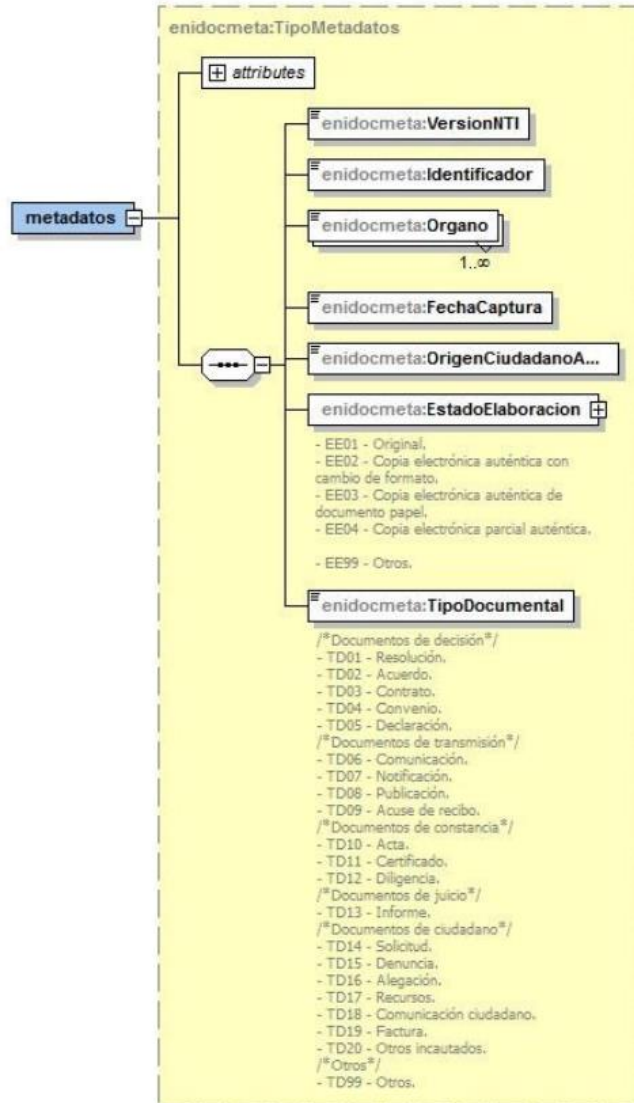 enidocmeta:TipoMetadatos
attributes
enidocmeta:VersionNTI
enidocmeta:Identificador
metadatos
enidocmeta:Organo
1..∞
enidocmeta:FechaCaptura
enidocmeta:OrigenCiudadanoA...
enidocmeta:EstadoElaboracion
- EE01 - Original.
- EE02 - Copia electrónica auténtica con
cambio de formato.
- EE03 - Copia electrónica auténtica de
documento papel.
- EE04 - Copia electrónica parcial auténtica.
- EE99 - Otros.
enidocmeta:TipoDocumental
/*Documentos de decisión*/
- TD01 - Resolución.
- TD02 - Acuerdo.
- TD03 - Contrato.
- TD04 - Convenio.
- TD05 - Declaración.
/*Documentos de transmisión*/
- TD06 - Comunicación.
- TD07 - Notificación.
- TD08 - Publicación.
- TD09 - Acuse de recibo.
/*Documentos de constancia*/
- TD10 - Acta.
- TD11 - Certificado.
- TD12 - Diligencia.
/*Documentos de juicio*/
- TD13 - Informe.
/*Documentos de ciudadano*/
- TD14 - Solicitud.
- TD15 - Denuncia.
- TD16 - Alegación.
- TD17 - Recursos.
- TD18 - Comunicación ciudadano.
- TD19 - Factura.
- TD20 - Otros incautados.
/*Otros*/
- TD99 - Otros.